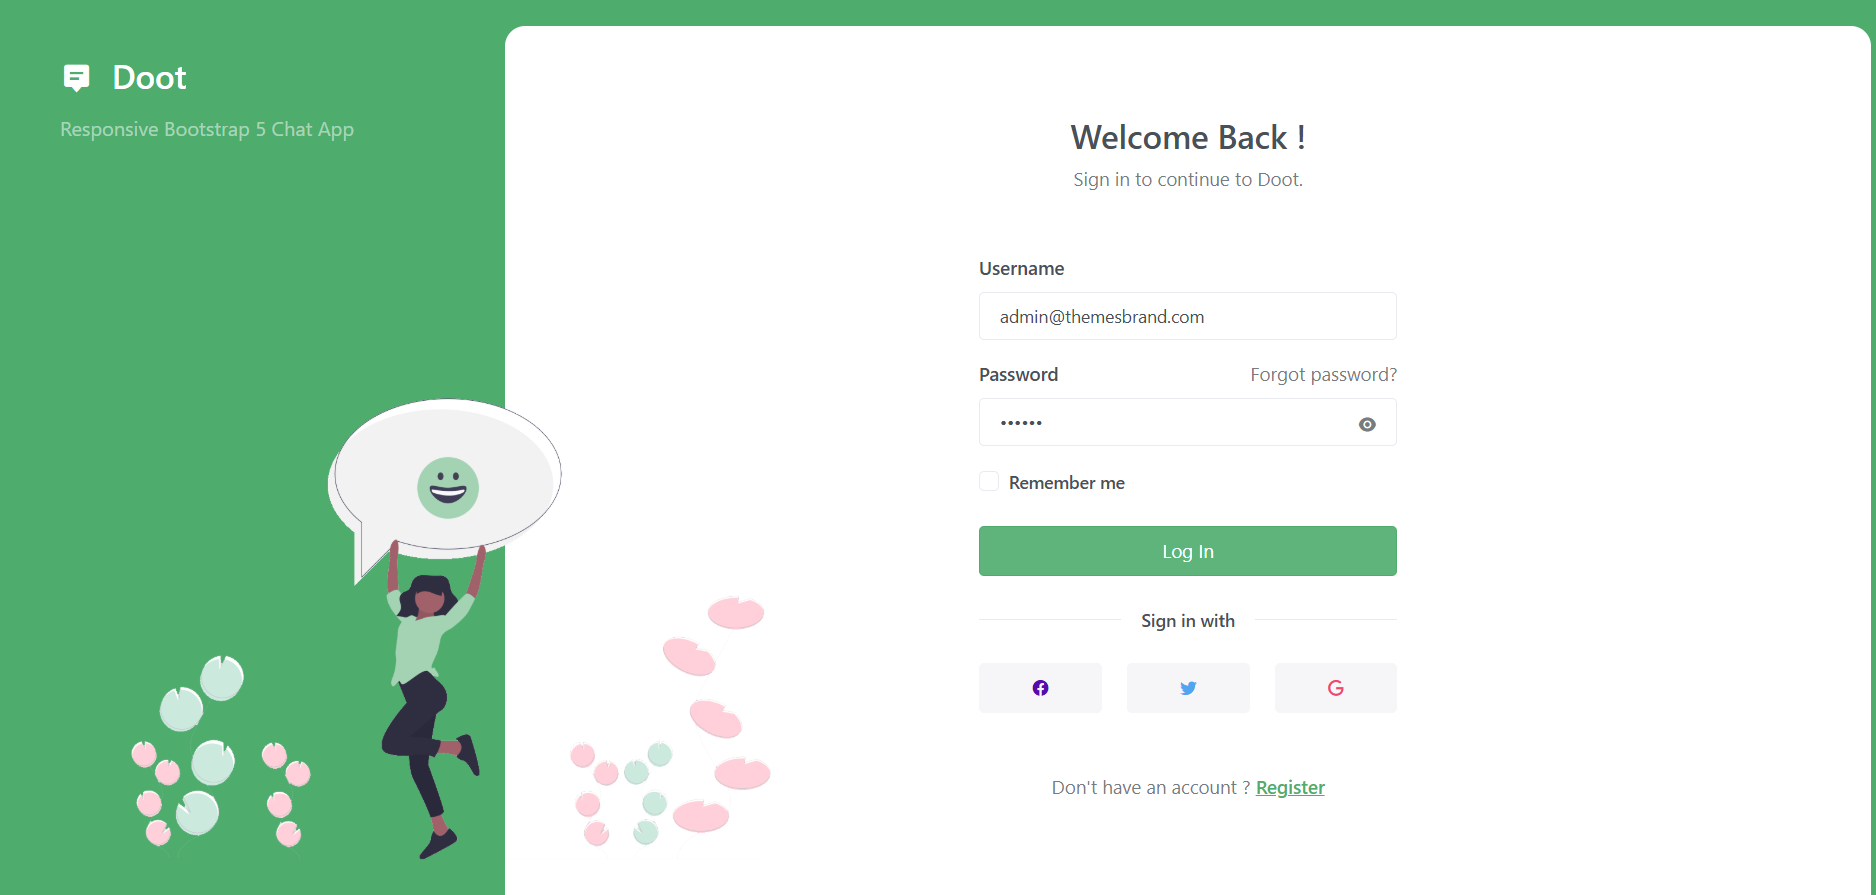 Doot
Responsive Bootstrap 5 Chat App
Welcome Back !
Sign in to continue to Doot.
Username
admin@themesbrand.com
Password Forgot password?
••••••
Remember me
Log In
Sign in with
Don't have an account ? Register